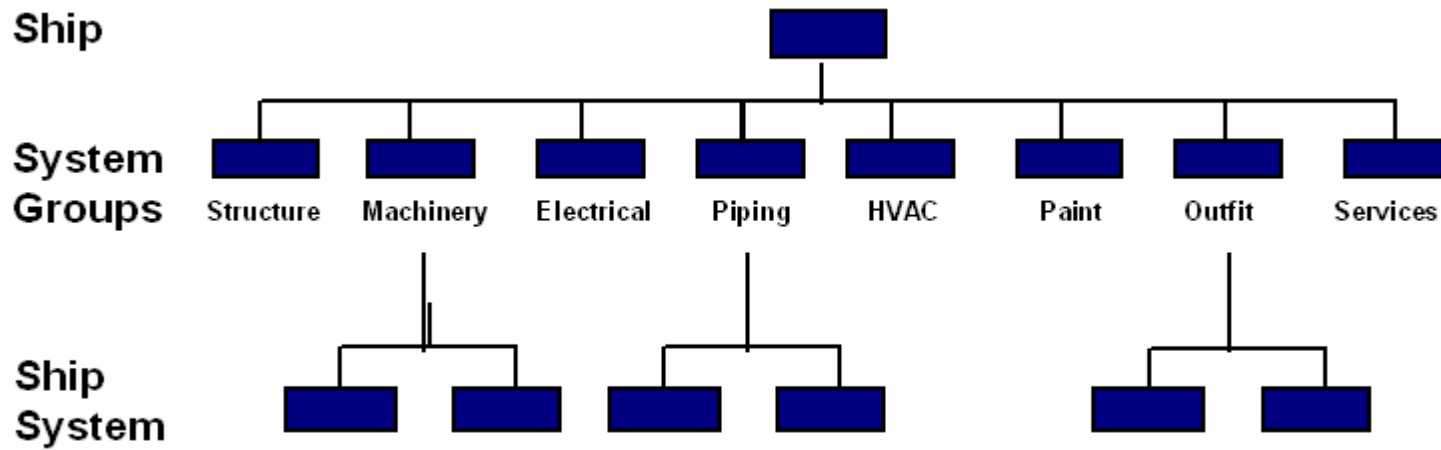 Ship
System
Groups
Structure Machinery Electrical Piping HVAC Paint Outfit Services
Ship
System